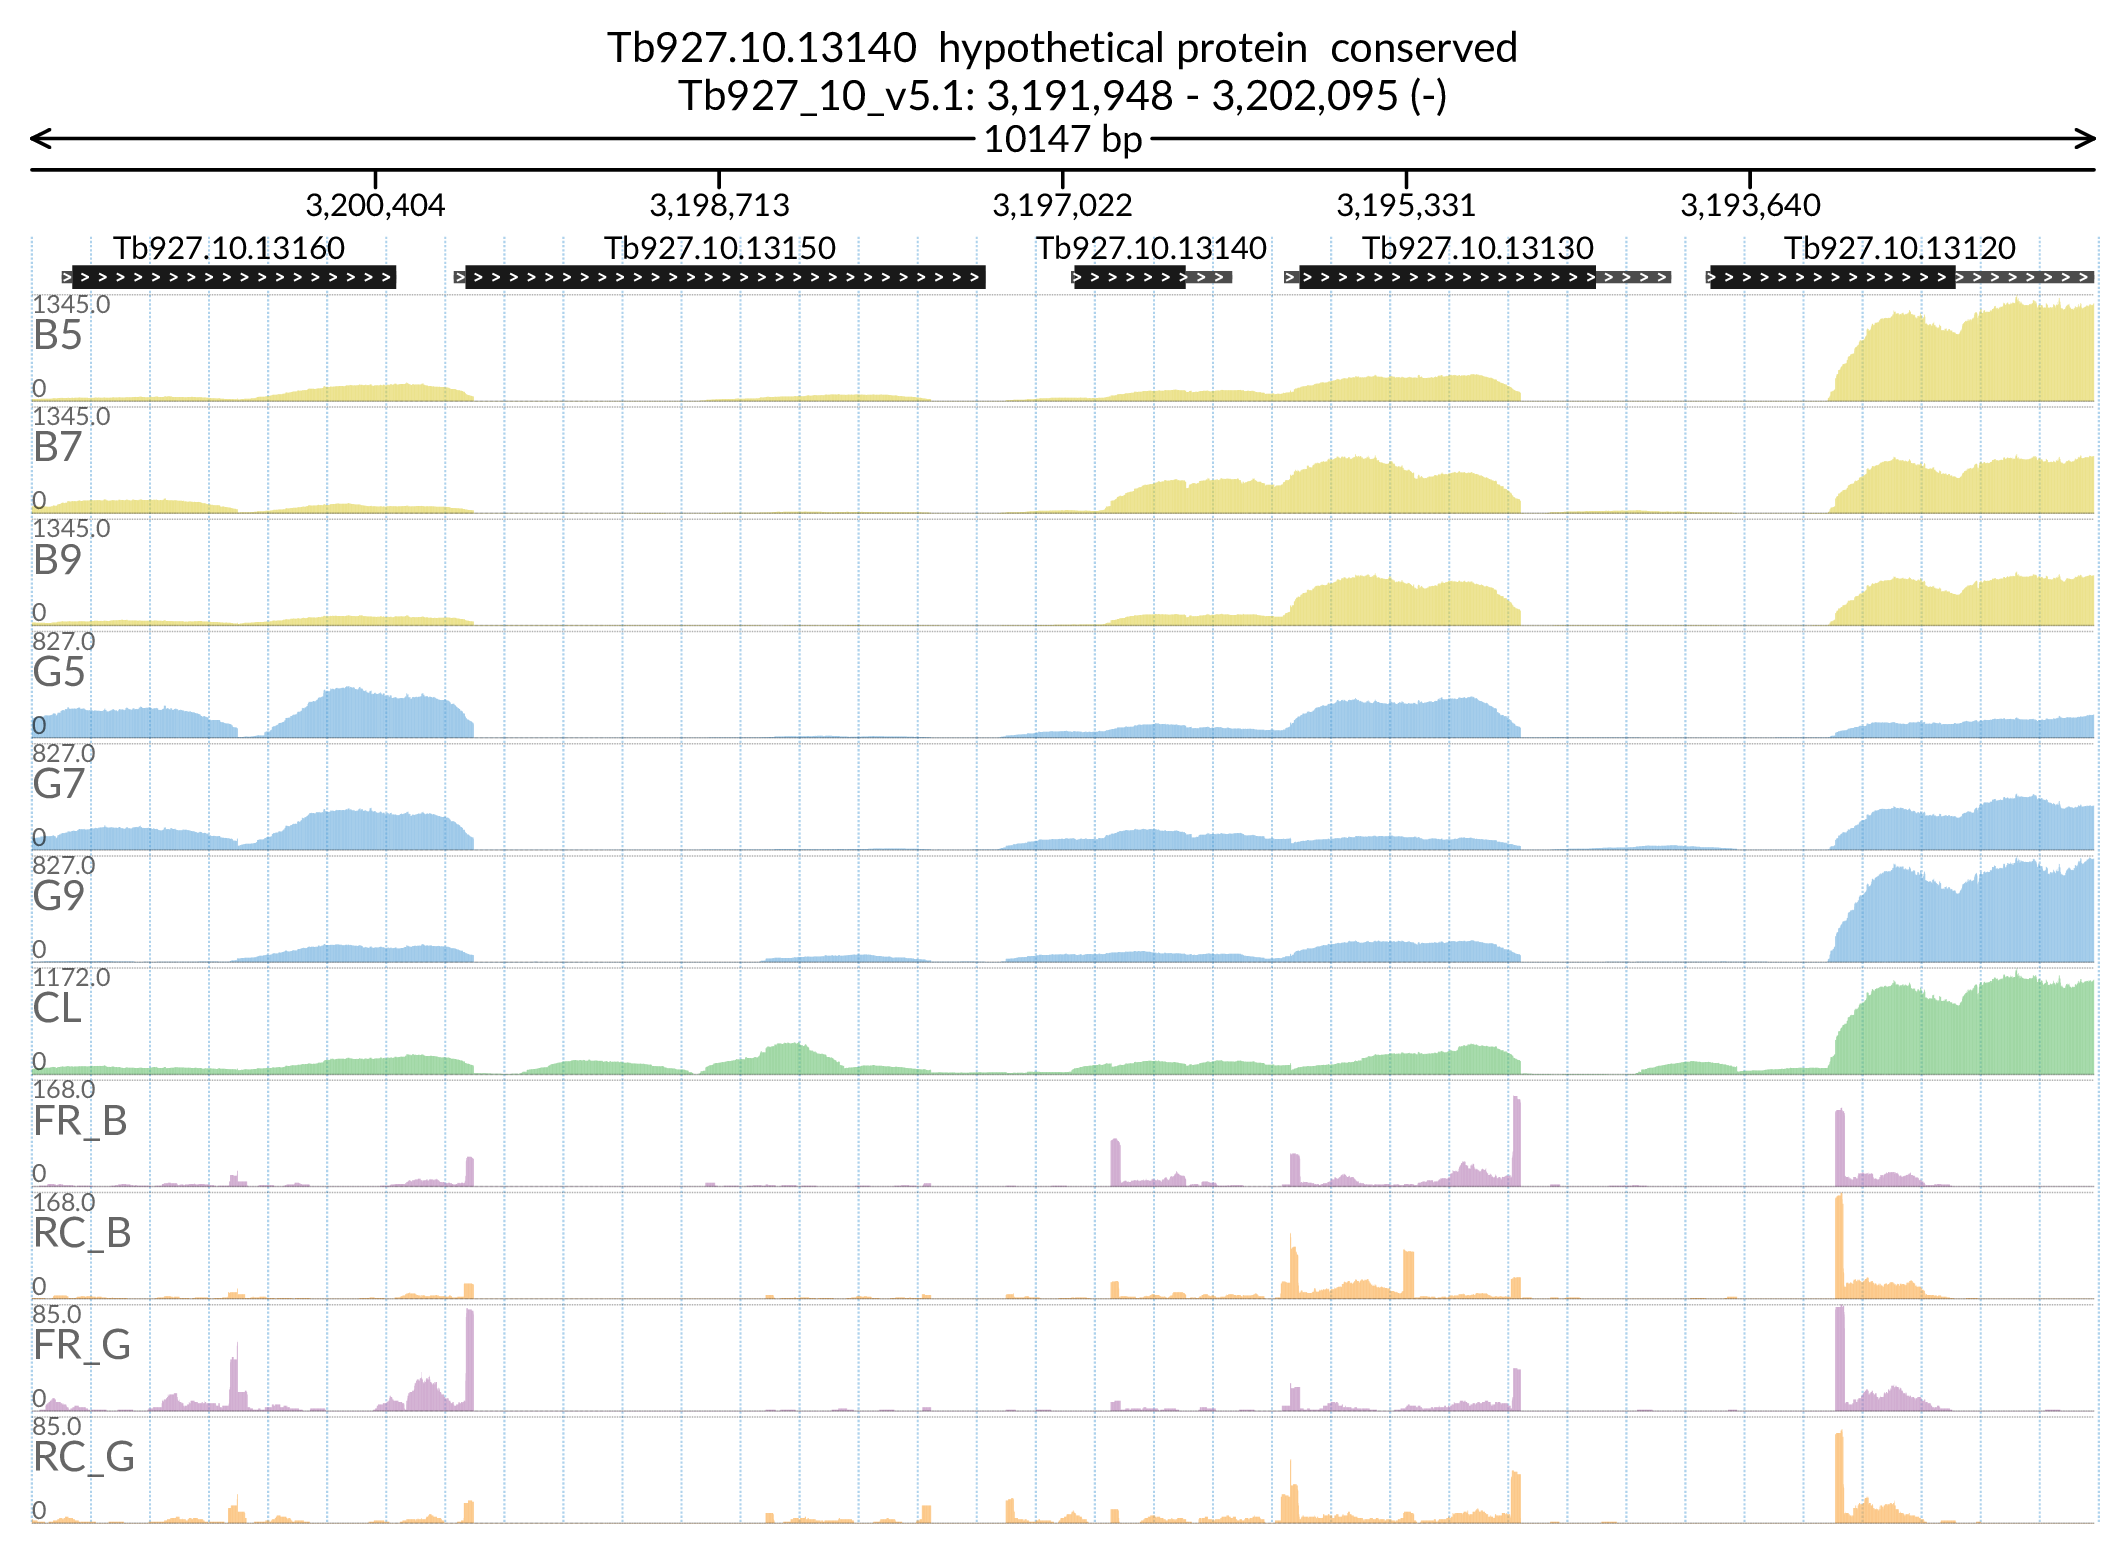 Tb927.10.13140 hypothetical protein conserved
Tb927_10_v5.1: 3,191,948 - 3,202,095 (-)
10147 bp
3,200,404 3,198,713 3,197,022 3,195,331 3,193,640
Tb927.10.13160 Tb927.10.13150 Tb927.10.13140 Tb927.10.13130 Tb927.10.13120
1345.0
B5
0
1345.0
B7
0
1345.0
B9
0
827.0
G5
0
827.0
G7
0
827.0
G9
0
1172.0
CL
0
168.0
FR_B
0
168.0
RC_B
0
85.0
FR_G
0
85.0
RC_G
0